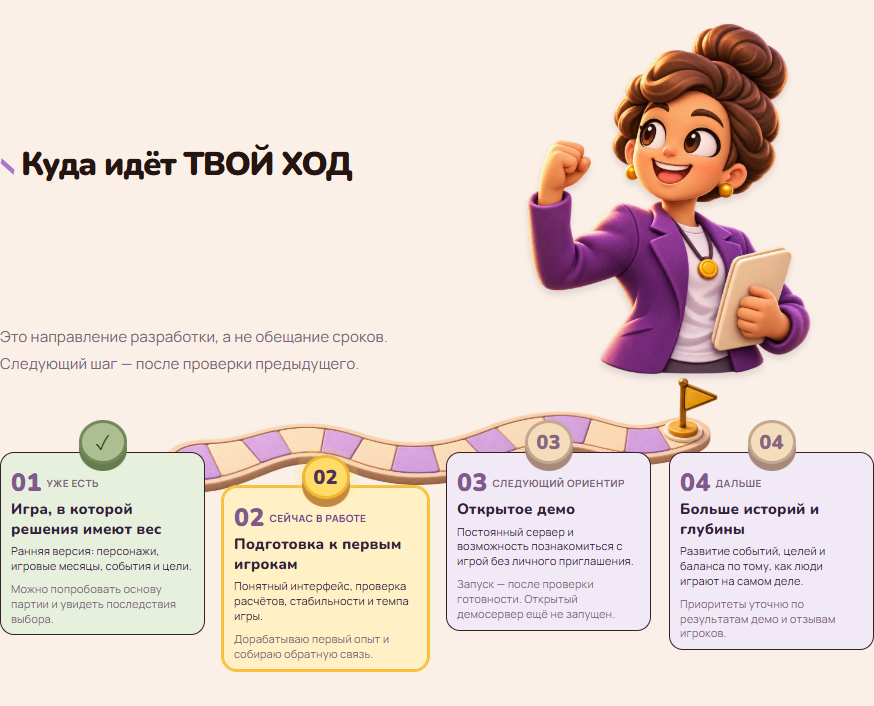 Куда идёт ТВОЙ ХОД
Это направление разработки, а не обещание сроков.
Следующий шаг — после проверки предыдущего.
✓
01 УЖЕ ЕСТЬ
Игра, в которой
решения имеют вес
Ранняя версия: персонажи,
игровые месяцы, события и цели.
Можно попробовать основу
партии и увидеть последствия
выбора.
02
02 СЕЙЧАС В РАБОТЕ
Подготовка к первым
игрокам
Понятный интерфейс, проверка
расчётов, стабильности и темпа
игры.
Дорабатываю первый опыт и
собираю обратную связь.
03
03 СЛЕДУЮЩИЙ ОРИЕНТИР
Открытое демо
Постоянный сервер и
возможность познакомиться с
игрой без личного приглашения.
Запуск — после проверки
готовности. Открытый
демосервер ещё не запущен.
04
04 ДАЛЬШЕ
Больше историй и
глубины
Развитие событий, целей и
баланса по тому, как люди
играют на самом деле.
Приоритеты уточню по
результатам демо и отзывам
игроков.